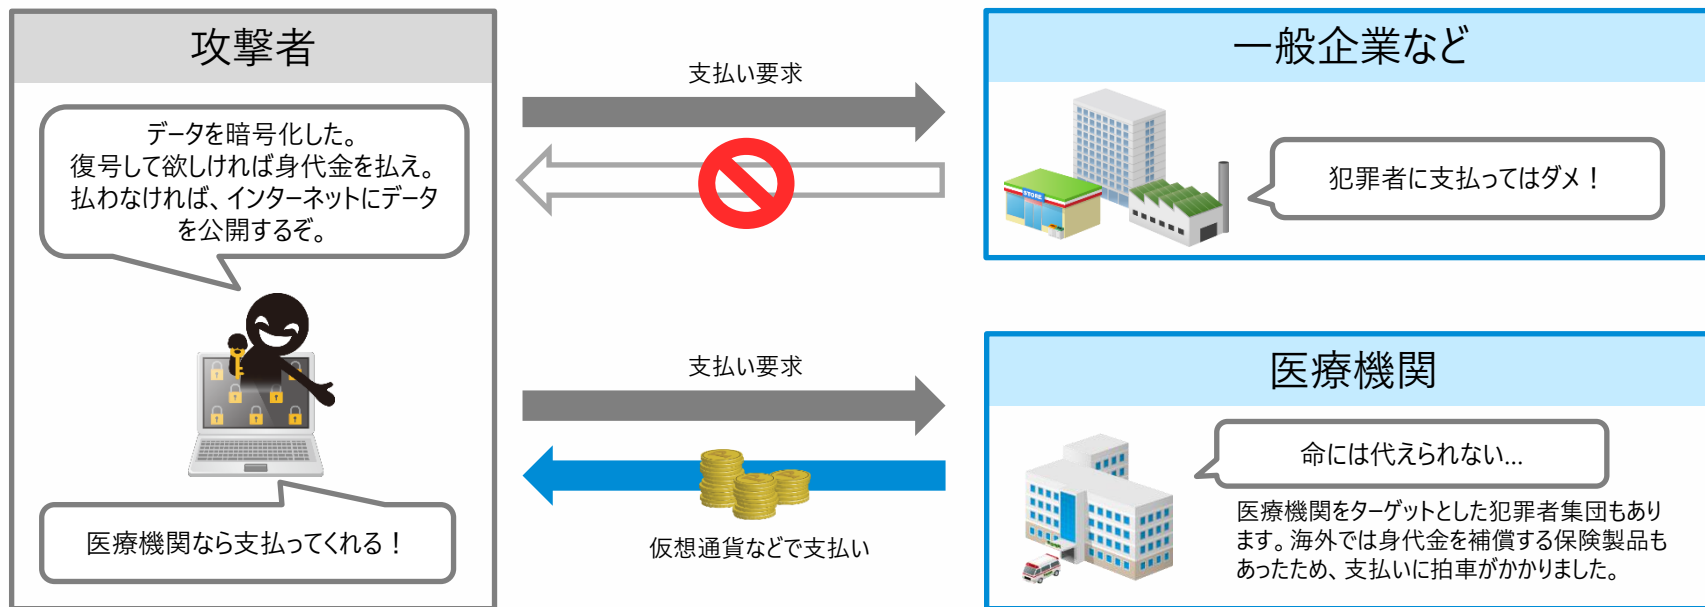 攻撃者
データを暗号化した。
復号して欲しければ身代金を払え。
払わなければ、インターネットにデータ
を公開するぞ。
医療機関なら支払ってくれる！
支払い要求
一般企業など
STORE
犯罪者に支払ってはダメ！
支払い要求
仮想通貨などで支払い
医療機関
命には代えられない...
医療機関をターゲットとした犯罪者集団もあり
ます。海外では身代金を補償する保険製品も
あったため、支払いに拍車がかかりました。